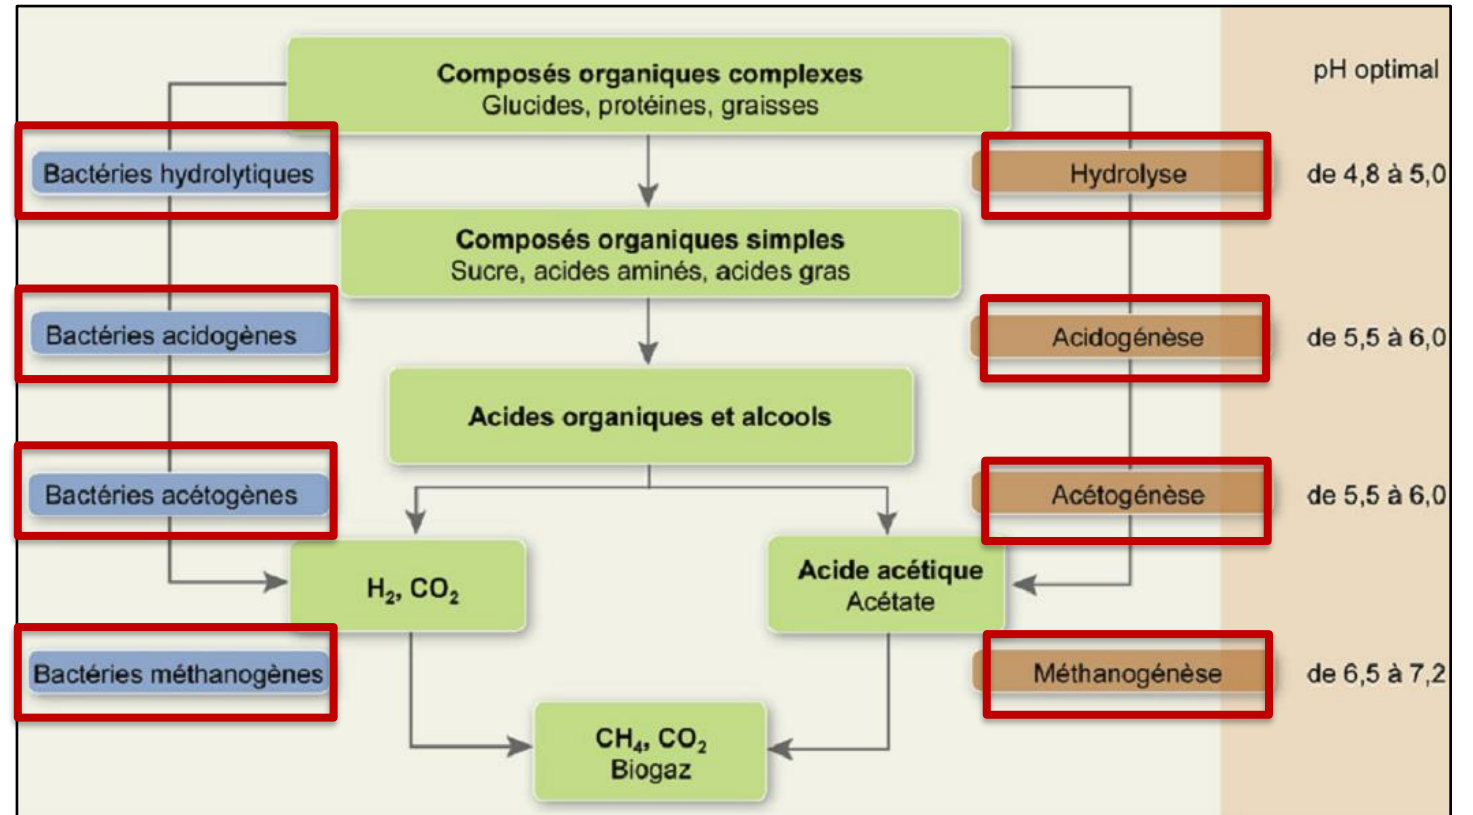 Composés organiques complexes
Glucides, protéines, graisses
pH optimal
Bactéries hydrolytiques
Hydrolyse
de 4,8 à 5,0
Composés organiques simples
Sucre, acides aminés, acides gras
Bactéries acidogènes
Acidogénèse
de 5,5 à 6,0
Acides organiques et alcools
Bactéries acétogènes
Acétogénèse
de 5,5 à 6,0
H₂, CO₂
Acide acétique
Acétate
Bactéries méthanogènes
Méthanogénèse
de 6,5 à 7,2
CH₄, CO₂
Biogaz